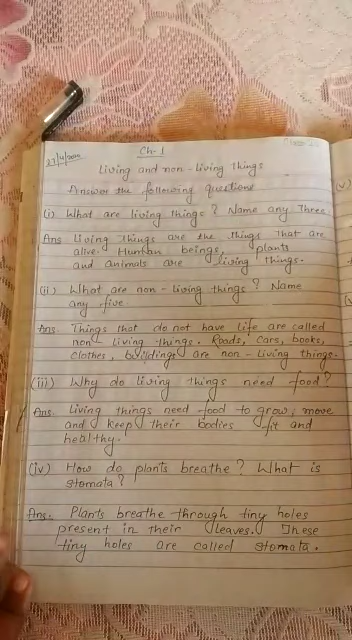 Ch-1
Living and non-living things
Answer the following questions
(i) What are living things? Name any Three
Ans Living things are the things that are
alive. Human beings, plants
and animals are living things.
(ii) What are non-living things? Name
any five.
Ans. Things that do not have life are called
non living things. Roads, Cars, books,
clothes, buildings are non-living things.
(iii) Why do living things need food?
Ans. Living things need food to grow, move
and keep their bodies fit and
healthy.
(iv) How do plants breathe? What is
stomata?
Ans. Plants breathe through tiny holes
present in their leaves. These
tiny holes are called stomata.
(v)